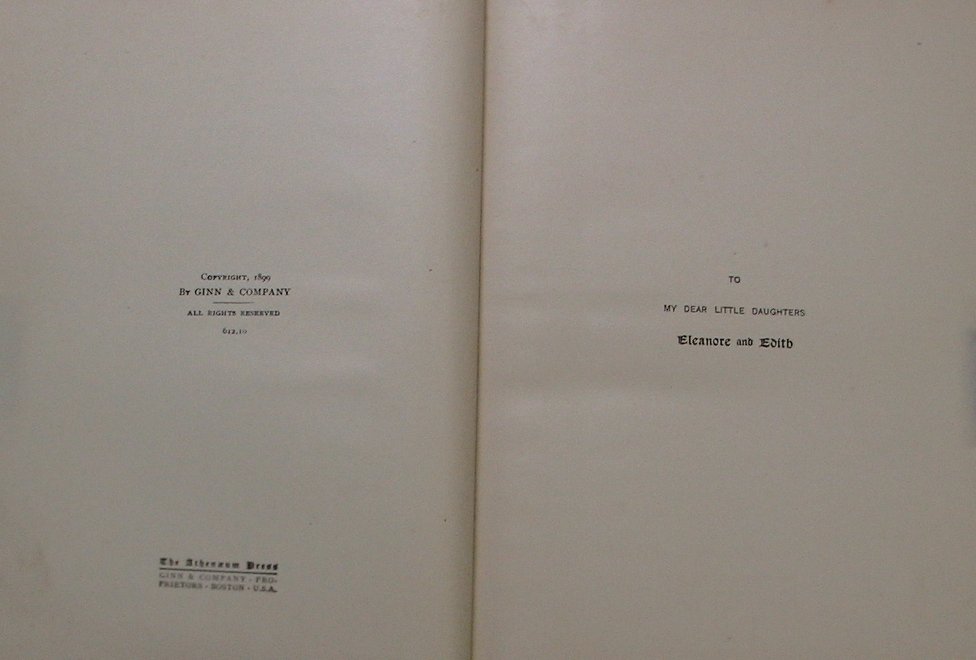 COPYRIGHT, 1899
BY GINN & COMPANY
ALL RIGHTS RESERVED
612.10
The Athenæum Press
GINN & COMPANY · PRO-
PRIETORS · BOSTON · U.S.A.
TO
MY DEAR LITTLE DAUGHTERS
Eleanore and Edith